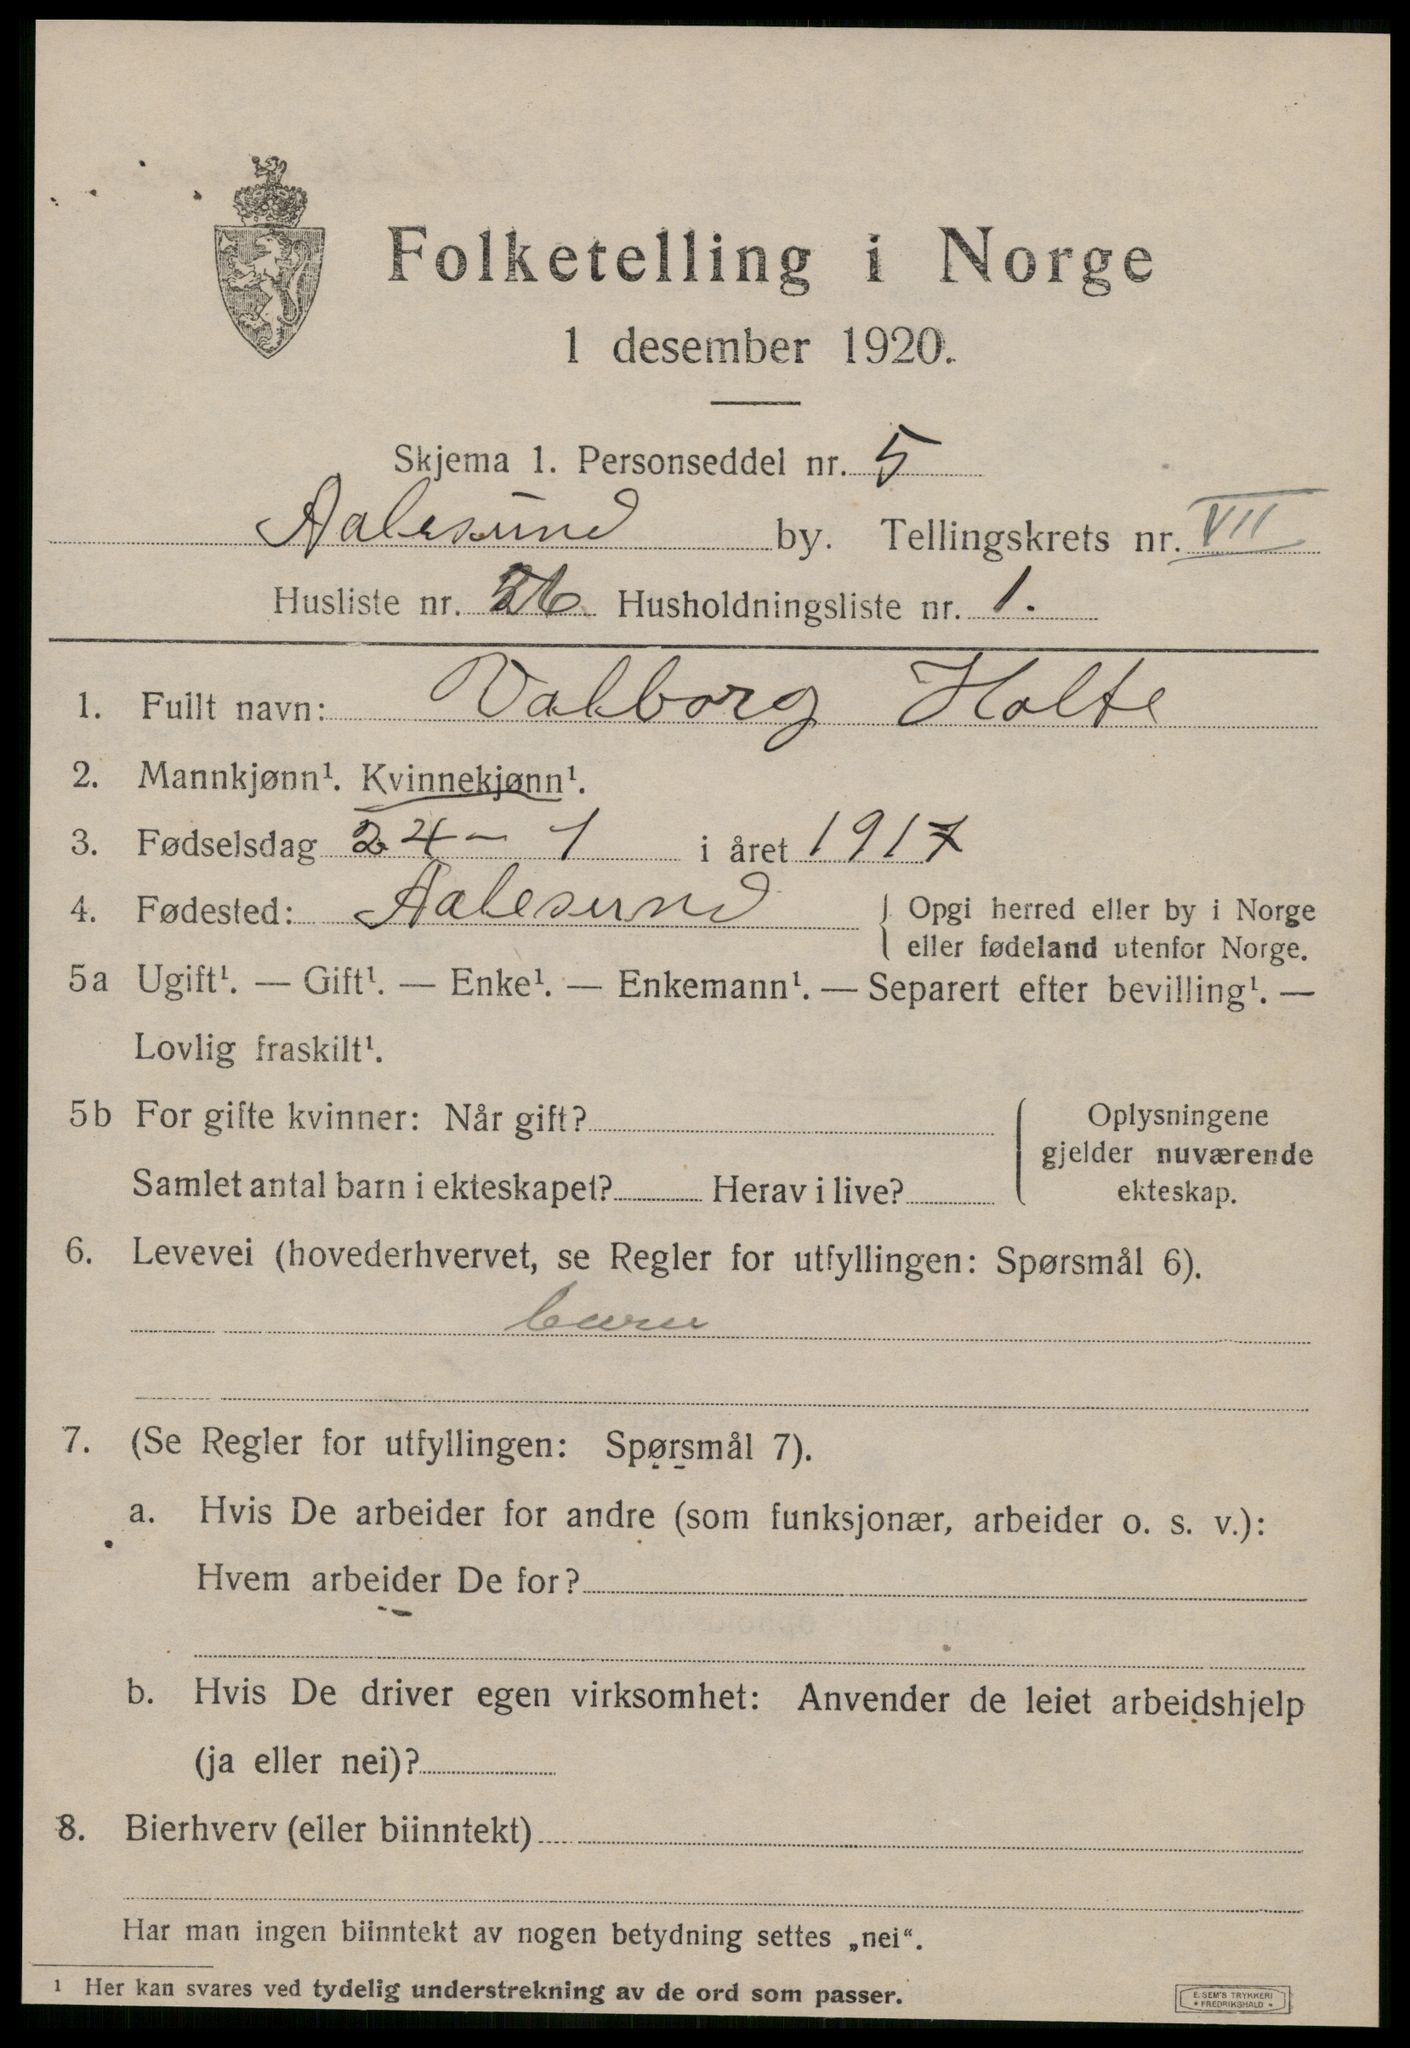 Folketelling i Norge
1 desember 1920.
Skjema 1. Personseddel nr. 5
Aalesund by. Tellingskrets nr. VII
Husliste nr. 26 Husholdningsliste nr. 1.
1. Fullt navn: Valborg Holte
2. Mannkjønn¹. Kvinnekjønn¹.
3. Fødselsdag 24 - 1 i året 1917
4. Fødested: Aalesund { Opgi herred eller by i Norge
eller fødeland utenfor Norge.
5a Ugift¹. — Gift¹. — Enke¹. — Enkemann¹. — Separert efter bevilling¹. —
Lovlig fraskilt¹.
5b For gifte kvinner: Når gift? { Oplysningene
gjelder nuværende
Samlet antal barn i ekteskapet? Herav i live? ekteskap.
6. Levevei (hovederhvervet, se Regler for utfyllingen: Spørsmål 6).
7. (Se Regler for utfyllingen: Spørsmål 7).
a. Hvis De arbeider for andre (som funksjonær, arbeider o. s. v.):
Hvem arbeider De for?
b. Hvis De driver egen virksomhet: Anvender de leiet arbeidshjelp
(ja eller nei)?
8. Bierhverv (eller biinntekt)
Har man ingen biinntekt av nogen betydning settes „nei“.
¹ Her kan svares ved tydelig understrekning av de ord som passer.
E. SEM'S TRYKKERI
* FREDRIKSHALD *